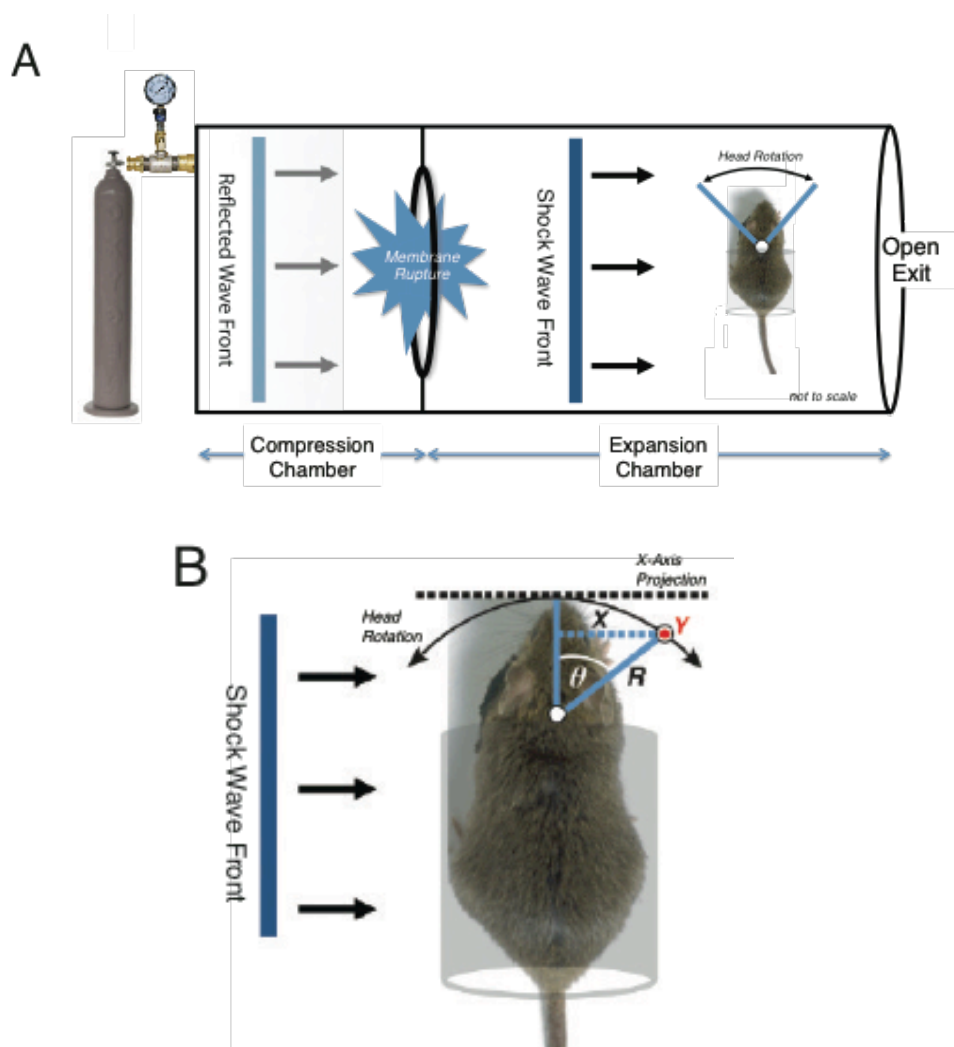 A
Reflected Wave Front
Membrane
Rupture
Shock Wave Front
Head Rotation
Open
Exit
not to scale
Compression
Chamber
Expansion
Chamber
B
X-Axis
Projection
Head
Rotation
X
Y
θ
R
Shock Wave Front